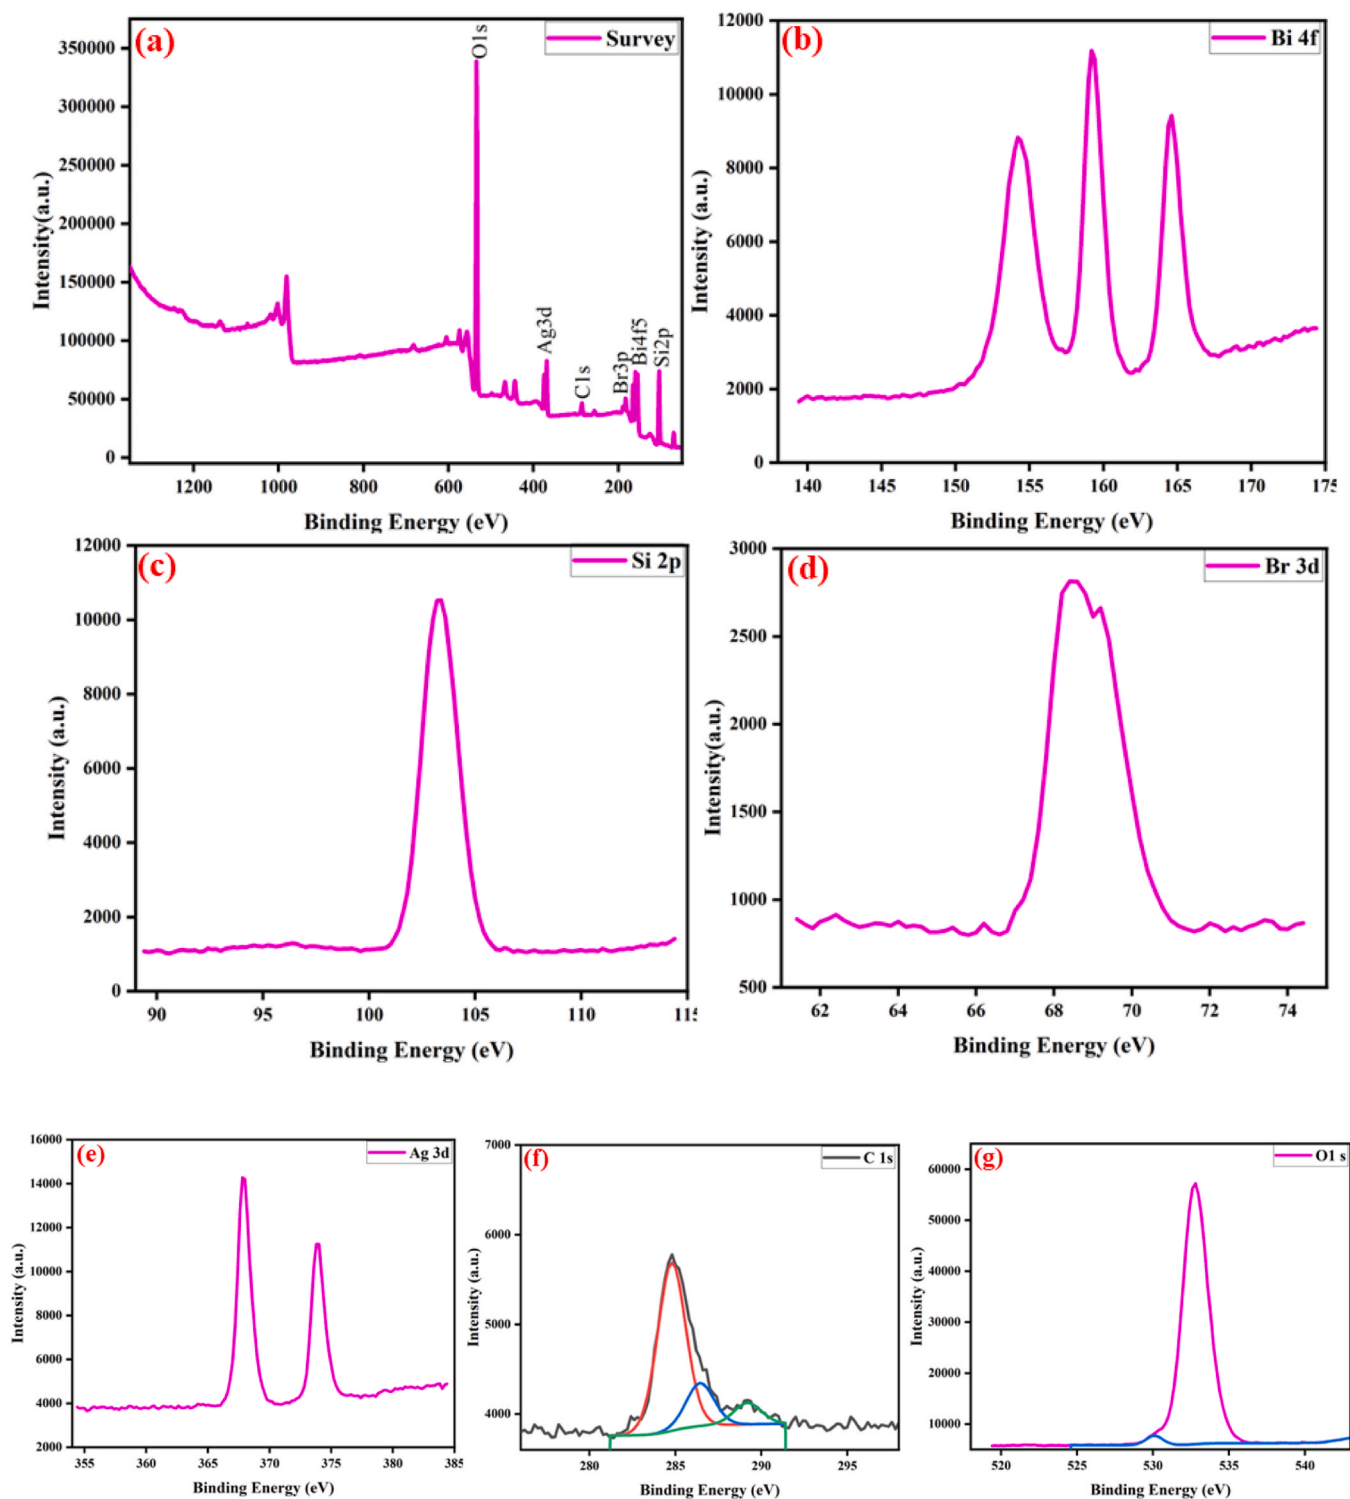 (a)
Survey
O1s
Ag3d
C1s
Br3p
Bi4f5
Si2p
350000
300000
250000
200000
150000
100000
50000
0
Intensity(a.u.)
1200 1000 800 600 400 200
Binding Energy (eV)
(b)
Bi 4f
12000
10000
8000
6000
4000
2000
0
Intensity (a.u.)
140 145 150 155 160 165 170 175
Binding Energy (eV)
(c)
Si 2p
12000
10000
8000
6000
4000
2000
0
Intensity (a.u.)
90 95 100 105 110 115
Binding Energy (eV)
(d)
Br 3d
3000
2500
2000
1500
1000
500
Intensity(a.u.)
62 64 66 68 70 72 74
Binding Energy (eV)
(e)
Ag 3d
16000
14000
12000
10000
8000
6000
4000
2000
Intensity (a.u.)
355 360 365 370 375 380 385
Binding Energy (eV)
(f)
C 1s
7000
6000
5000
4000
Intensity (a.u.)
280 285 290 295
Binding Energy (eV)
(g)
O1 s
60000
50000
40000
30000
20000
10000
Intensity (a.u.)
520 525 530 535 540
Binding Energy (eV)